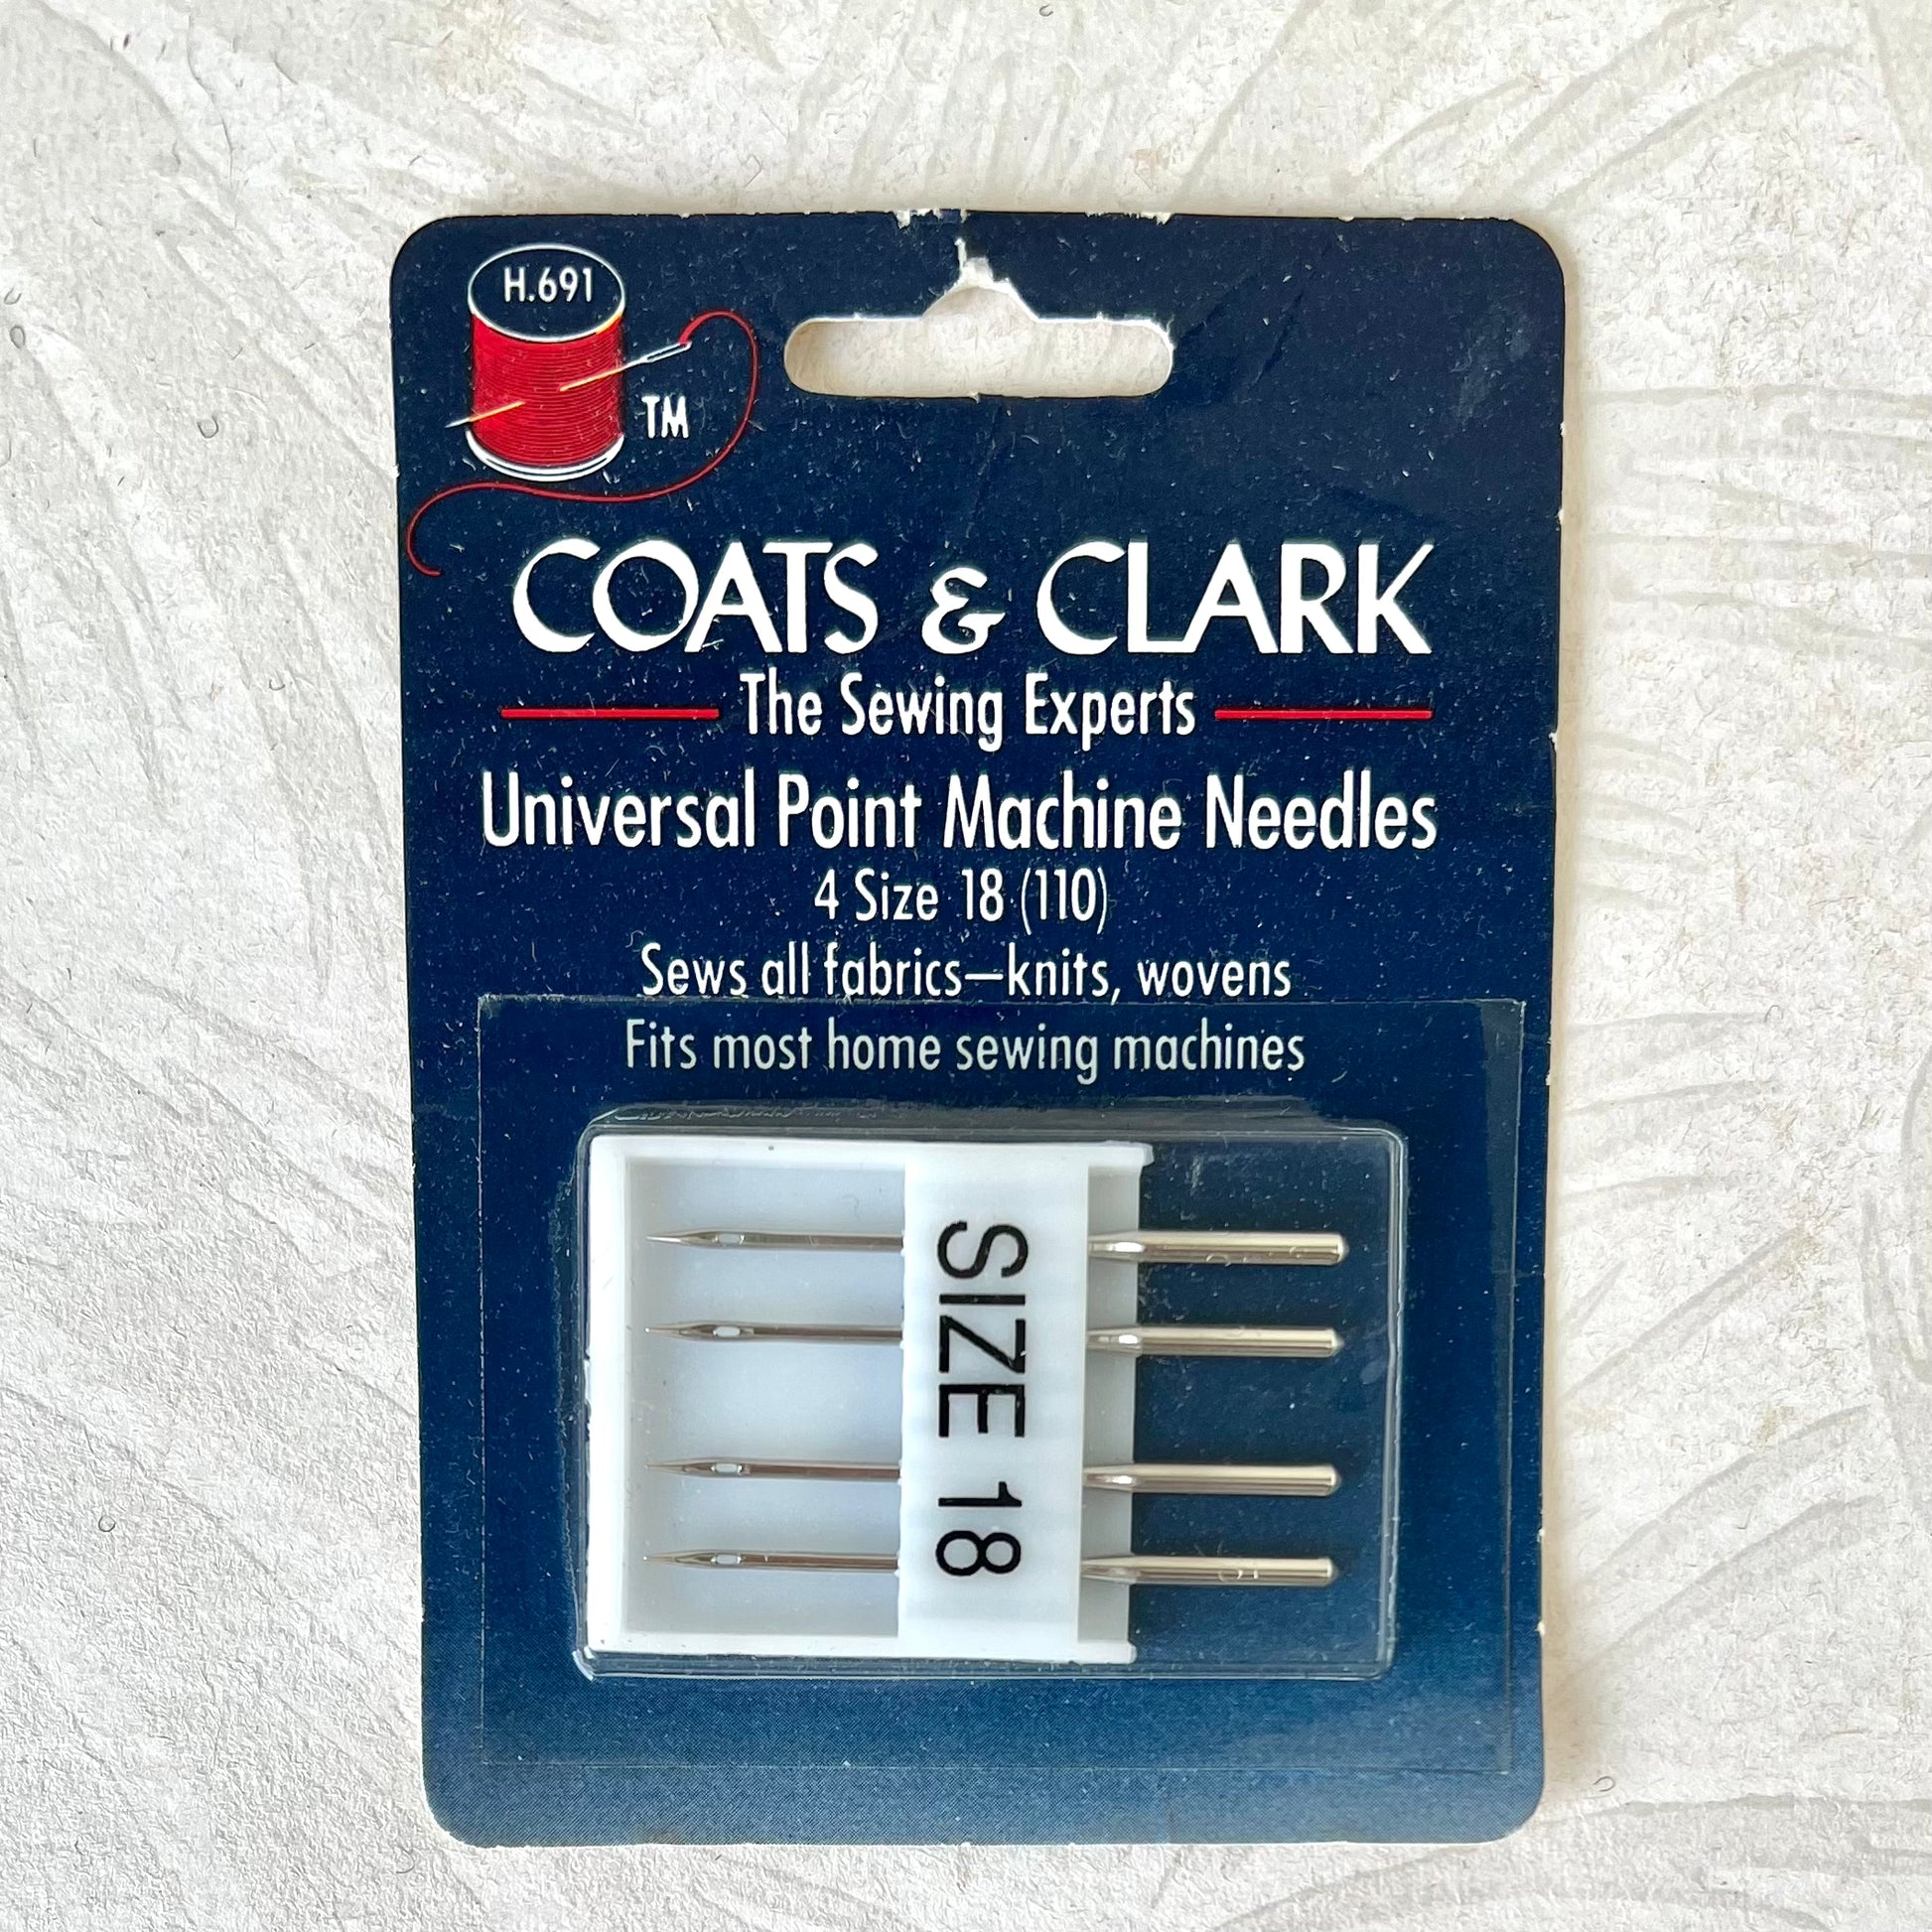 H.691
TM
COATS & CLARK
The Sewing Experts
Universal Point Machine Needles
4 Size 18 (110)
Sews all fabrics—knits, wovens
Fits most home sewing machines
SIZE 18